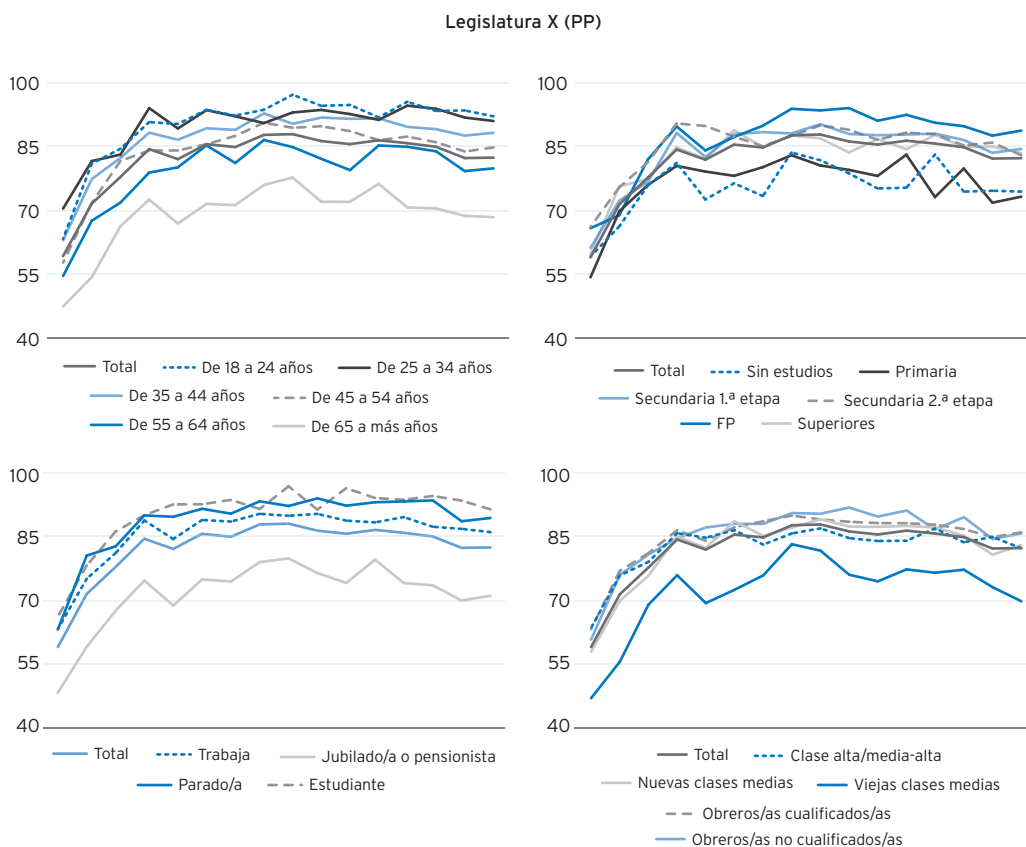 Legislatura X (PP)
100
85
70
55
40
Total De 18 a 24 años De 25 a 34 años
De 35 a 44 años De 45 a 54 años
De 55 a 64 años De 65 a más años
100
85
70
55
40
Total Sin estudios Primaria
Secundaria 1.ª etapa Secundaria 2.ª etapa
FP Superiores
100
85
70
55
40
Total Trabaja Jubilado/a o pensionista
Parado/a Estudiante
100
85
70
55
40
Total Clase alta/media-alta
Nuevas clases medias Viejas clases medias
Obreros/as cualificados/as
Obreros/as no cualificados/as